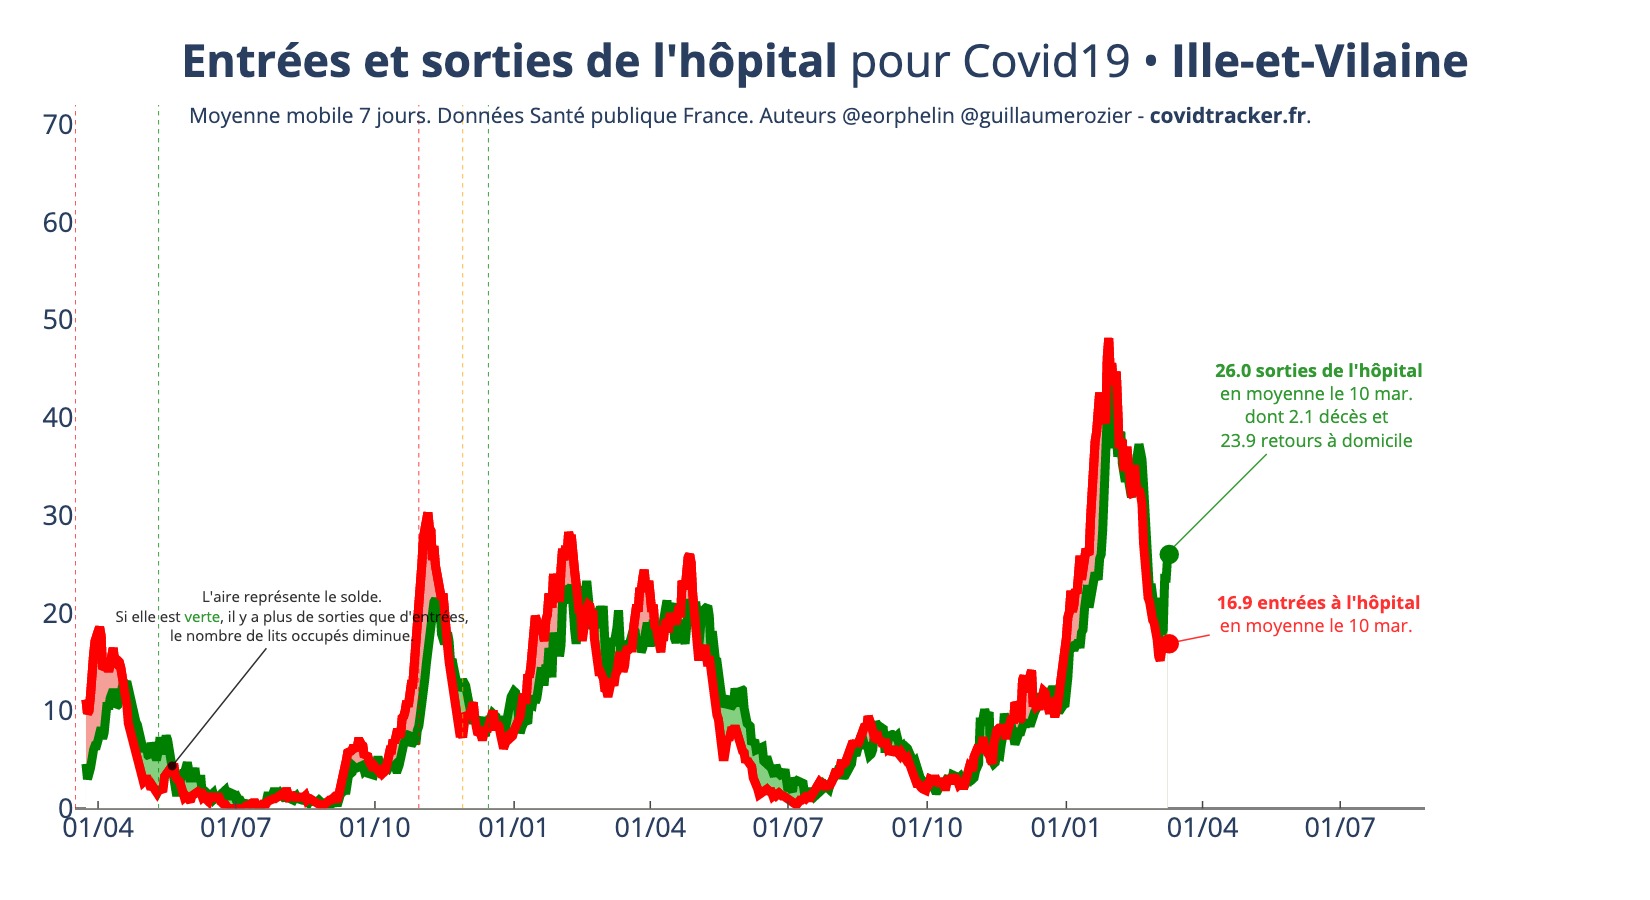 Entrées et sorties de l'hôpital pour Covid19 • Ille-et-Vilaine
Moyenne mobile 7 jours. Données Santé publique France. Auteurs @eorphelin @guillaumerozier - covidtracker.fr.
70
60
50
40
30
20
10
0
26.0 sorties de l'hôpital
en moyenne le 10 mar.
dont 2.1 décès et
23.9 retours à domicile
16.9 entrées à l'hôpital
en moyenne le 10 mar.
L'aire représente le solde.
Si elle est verte, il y a plus de sorties que d'entrées,
le nombre de lits occupés diminue.
01/04 01/07 01/10 01/01 01/04 01/07 01/10 01/01 01/04 01/07